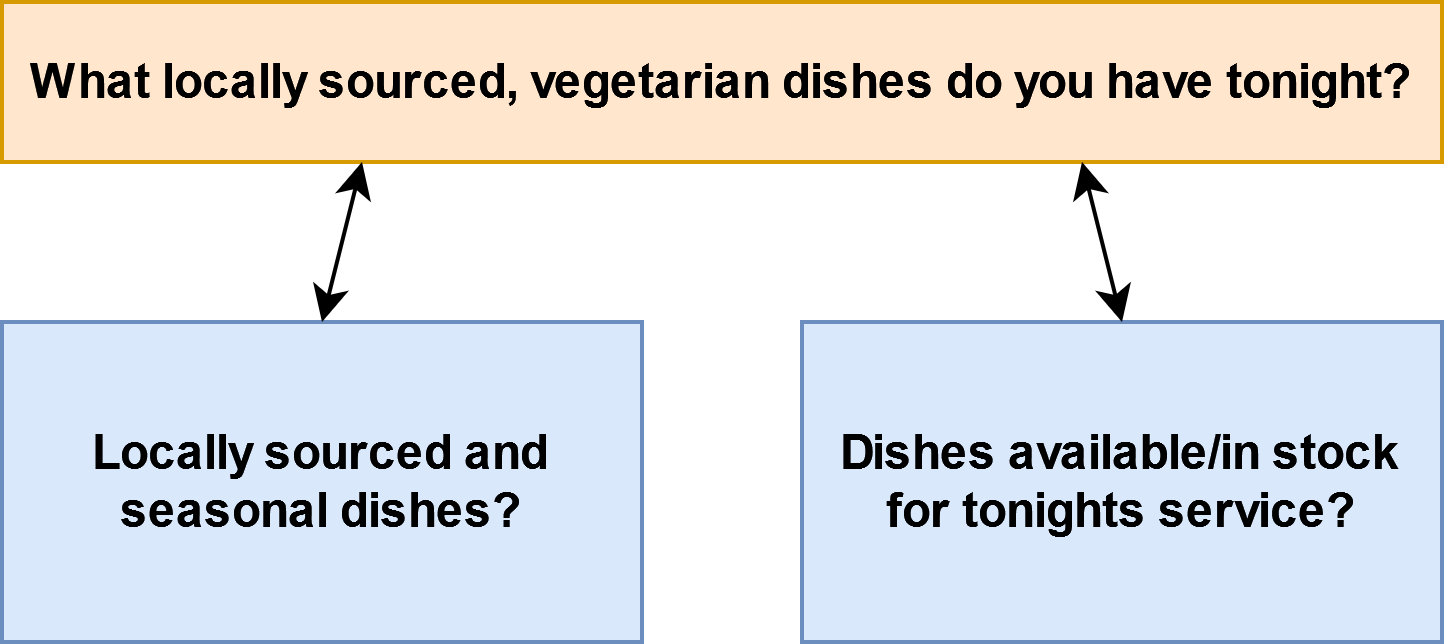 What locally sourced, vegetarian dishes do you have tonight?
Locally sourced and
seasonal dishes?
Dishes available/in stock
for tonights service?